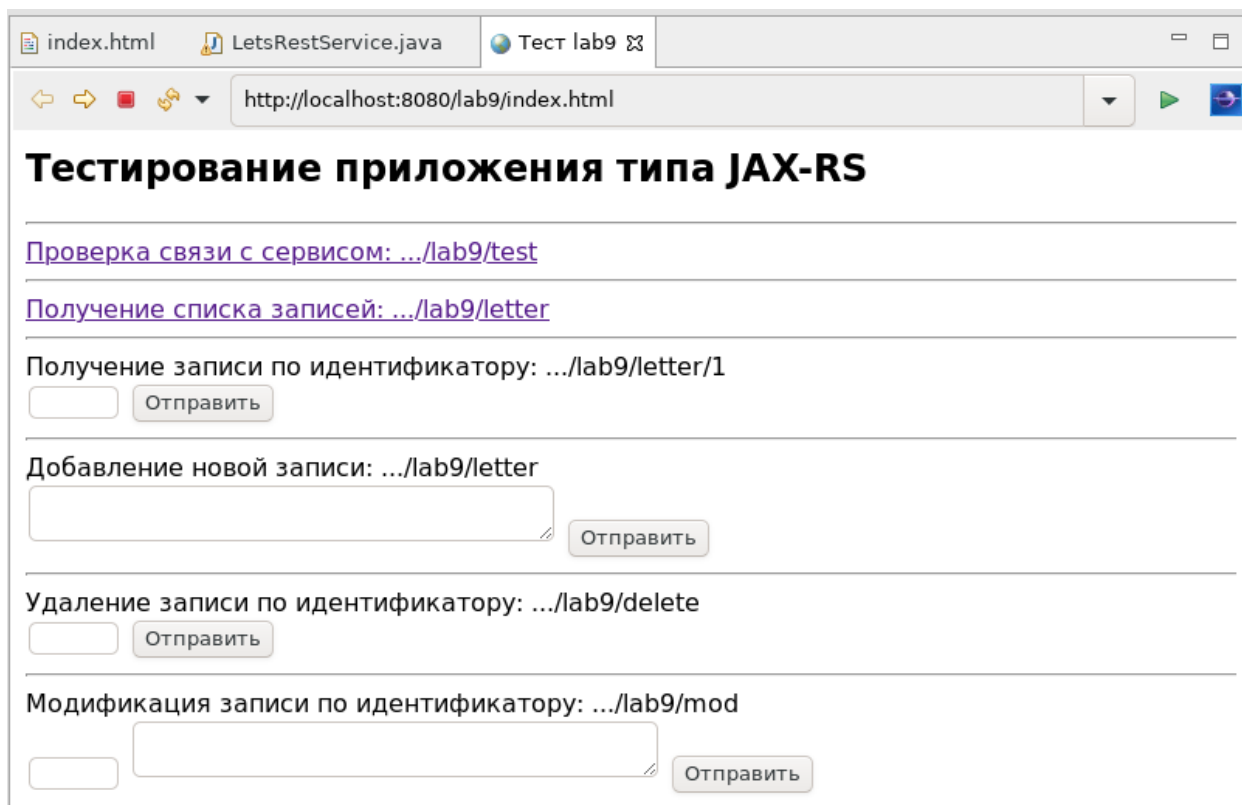 index.html LetsRestService.java Тест lab9
http://localhost:8080/lab9/index.html
Тестирование приложения типа JAX-RS
Проверка связи с сервисом: .../lab9/test
Получение списка записей: .../lab9/letter
Получение записи по идентификатору: .../lab9/letter/1
Отправить
Добавление новой записи: .../lab9/letter
Отправить
Удаление записи по идентификатору: .../lab9/delete
Отправить
Модификация записи по идентификатору: .../lab9/mod
Отправить